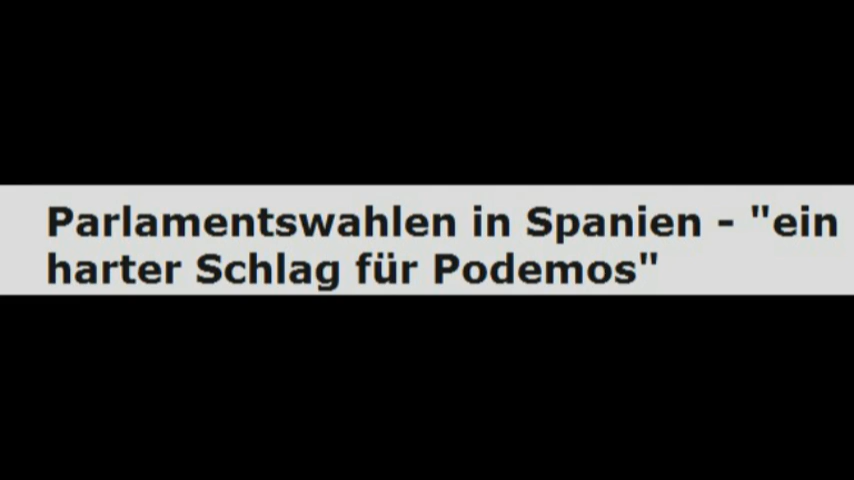 Parlamentswahlen in Spanien - "ein
harter Schlag für Podemos"